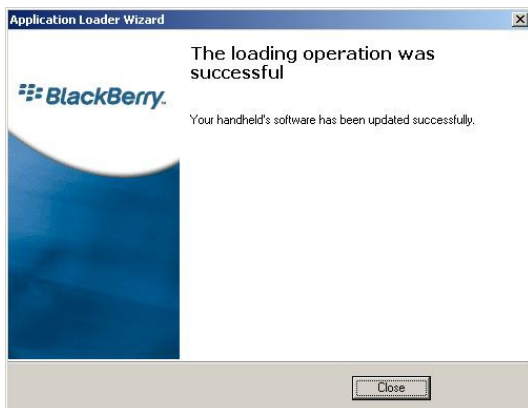 Application Loader Wizard
The loading operation was
successful
BlackBerry.
Your handheld's software has been updated successfully.
Close